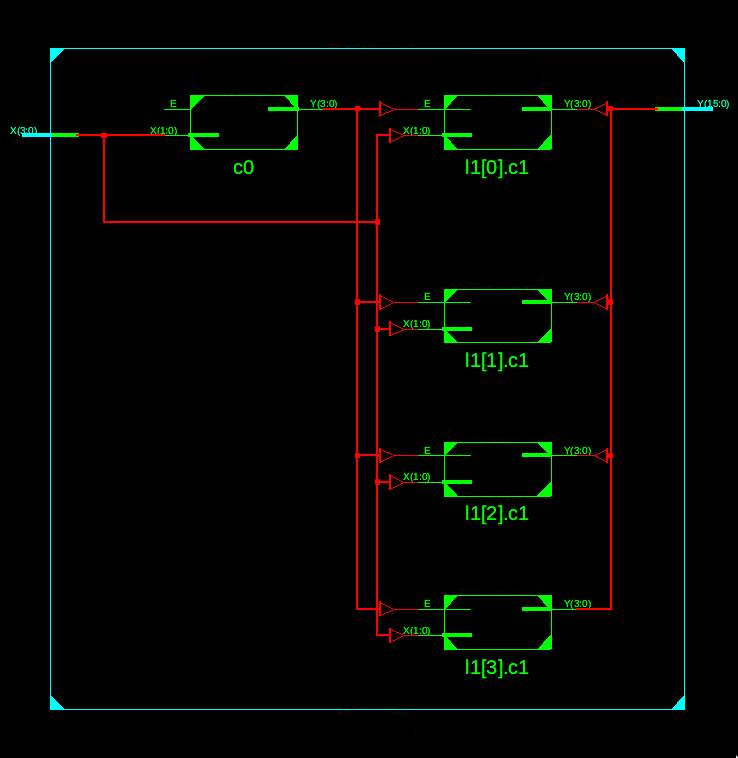 E Y(3:0) E Y(3:0) Y(15:0)
X(3:0) X(1:0) X(1:0)
c0 l1[0].c1
E Y(3:0)
X(1:0)
l1[1].c1
E Y(3:0)
X(1:0)
l1[2].c1
E Y(3:0)
X(1:0)
l1[3].c1